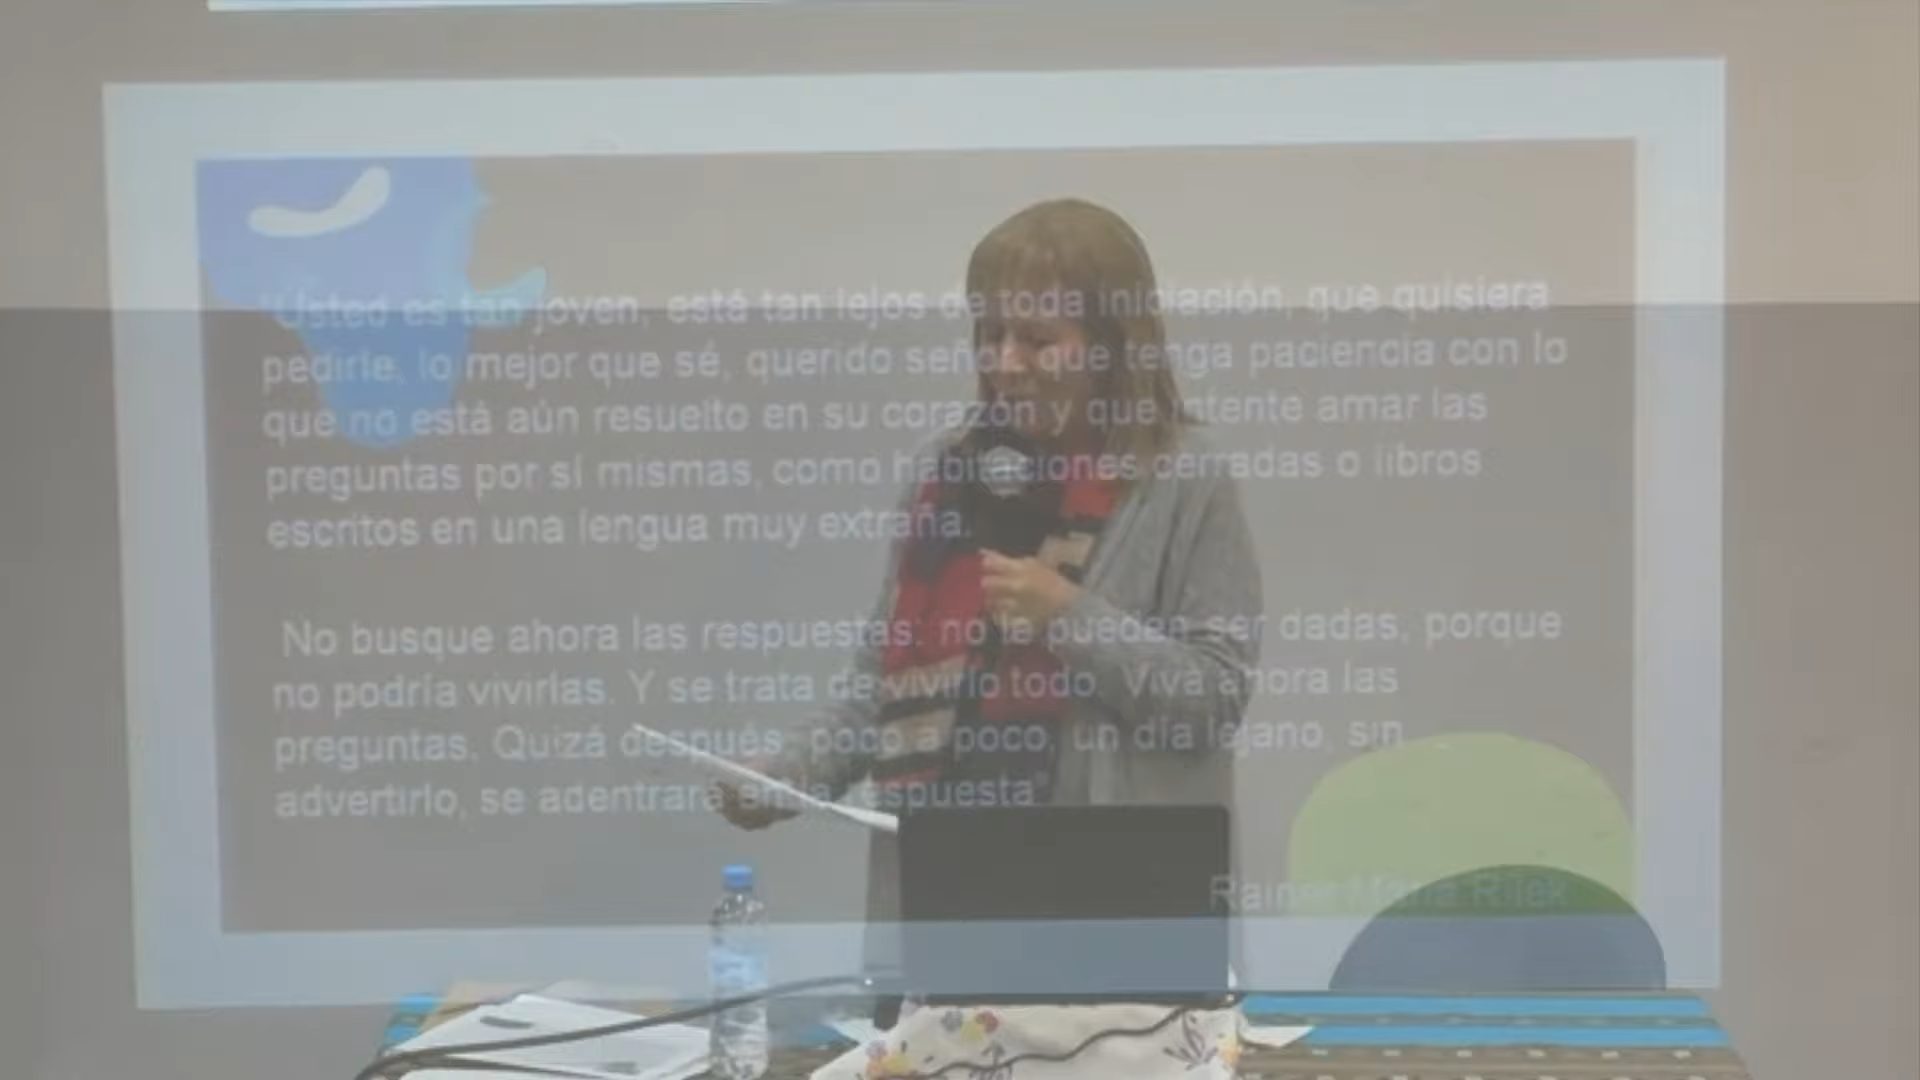 "Usted es tan joven, está tan lejos de toda iniciación, que quisiera
pedirle, lo mejor que sé, querido señor, que tenga paciencia con lo
que no está aún resuelto en su corazón y que intente amar las
preguntas por sí mismas, como habitaciones cerradas o libros
escritos en una lengua muy extraña.
No busque ahora las respuestas: no le pueden ser dadas, porque
no podría vivirlas. Y se trata de vivirlo todo. Viva ahora las
preguntas. Quizá después, poco a poco, un día lejano, sin
advertirlo, se adentrará en la respuesta"
Rainer Maria Rilek